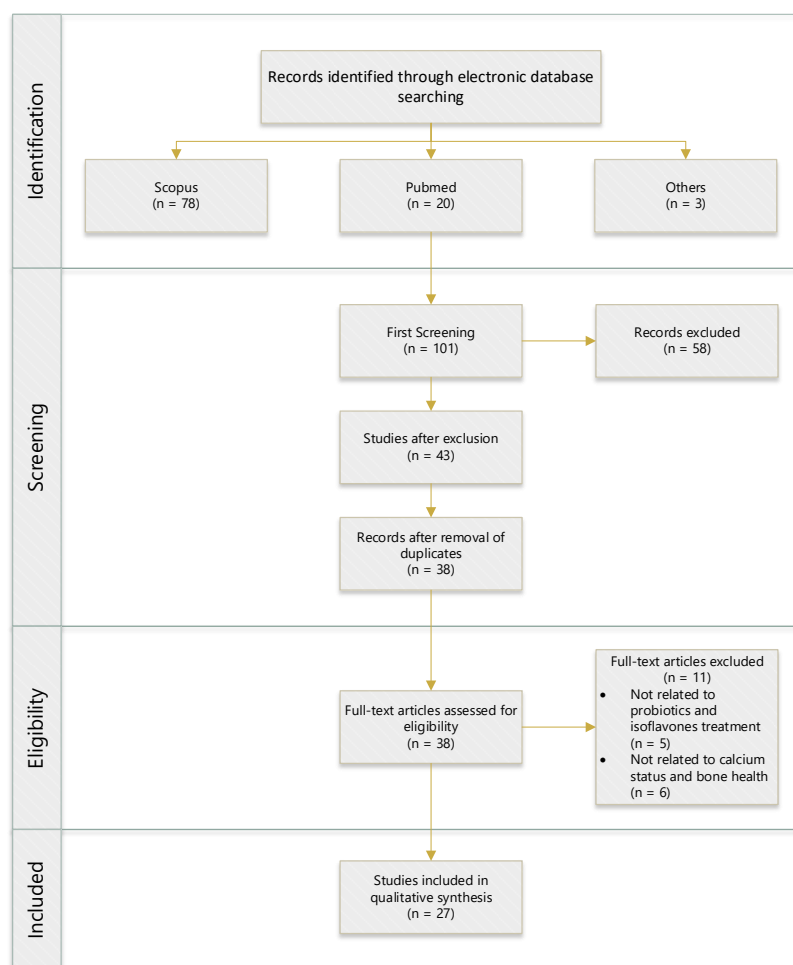 Identification
Records identified through electronic database
searching
Scopus
(n = 78)
Pubmed
(n = 20)
Others
(n = 3)
Screening
First Screening
(n = 101)
Records excluded
(n = 58)
Studies after exclusion
(n = 43)
Records after removal of
duplicates
(n = 38)
Eligibility
Full-text articles assessed for
eligibility
(n = 38)
Full-text articles excluded
(n = 11)
• Not related to
probiotics and
isoflavones treatment
(n = 5)
• Not related to calcium
status and bone health
(n = 6)
Included
Studies included in
qualitative synthesis
(n = 27)